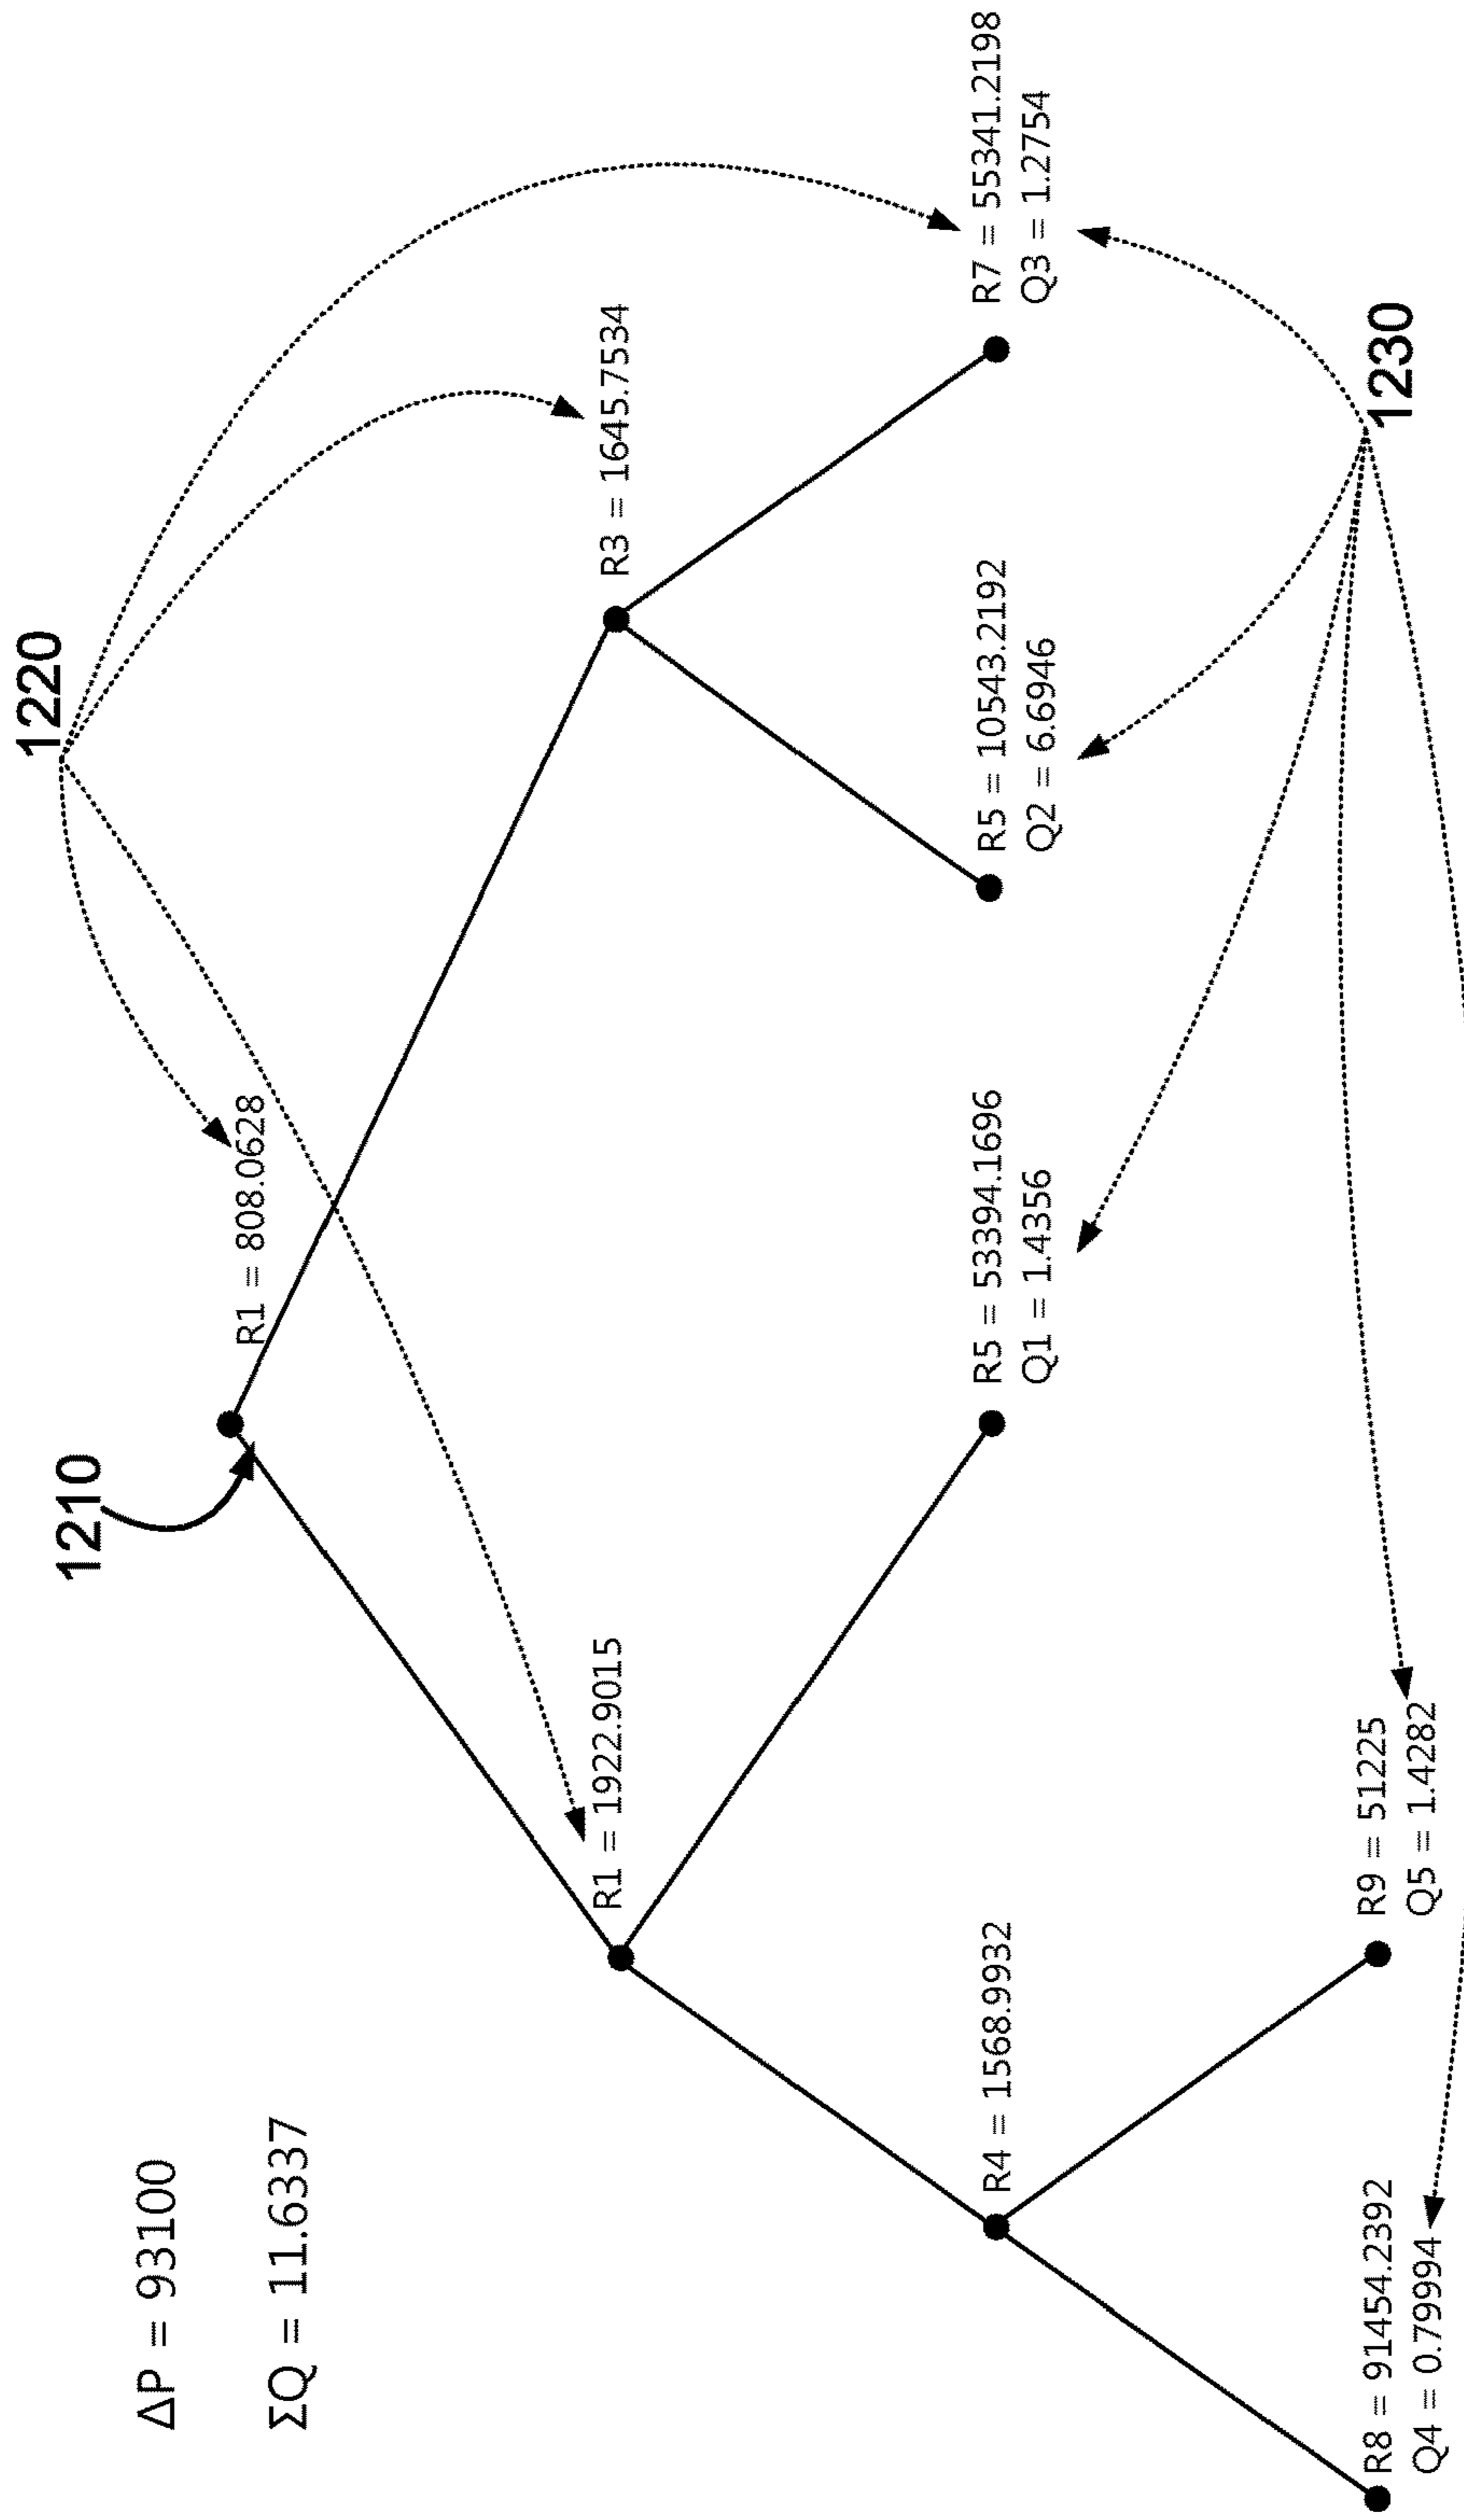 ΔP = 93100
ΣQ = 11.6337
1210
1220
R1 = 808.0628
R1 = 1922.9015
R3 = 1645.7534
R4 = 1568.9932
R5 = 53394.1696
Q1 = 1.4356
R5 = 10543.2192
Q2 = 6.6946
R7 = 55341.2198
Q3 = 1.2754
R8 = 91454.2392
Q4 = 0.79994
R9 = 51225
Q5 = 1.4282
1230